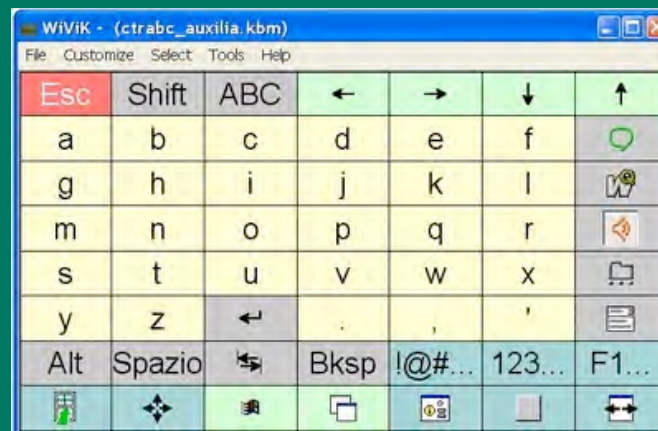 WiViK - (ctrabc_auxilia.kbm)
File Customize Select Tools Help
Esc Shift ABC ← → ↓ ↑
a b c d e f
g h i j k l
m n o p q r
s t u v w x
y z ↵ . , '
Alt Spazio ↹ Bksp !@#... 123... F1...